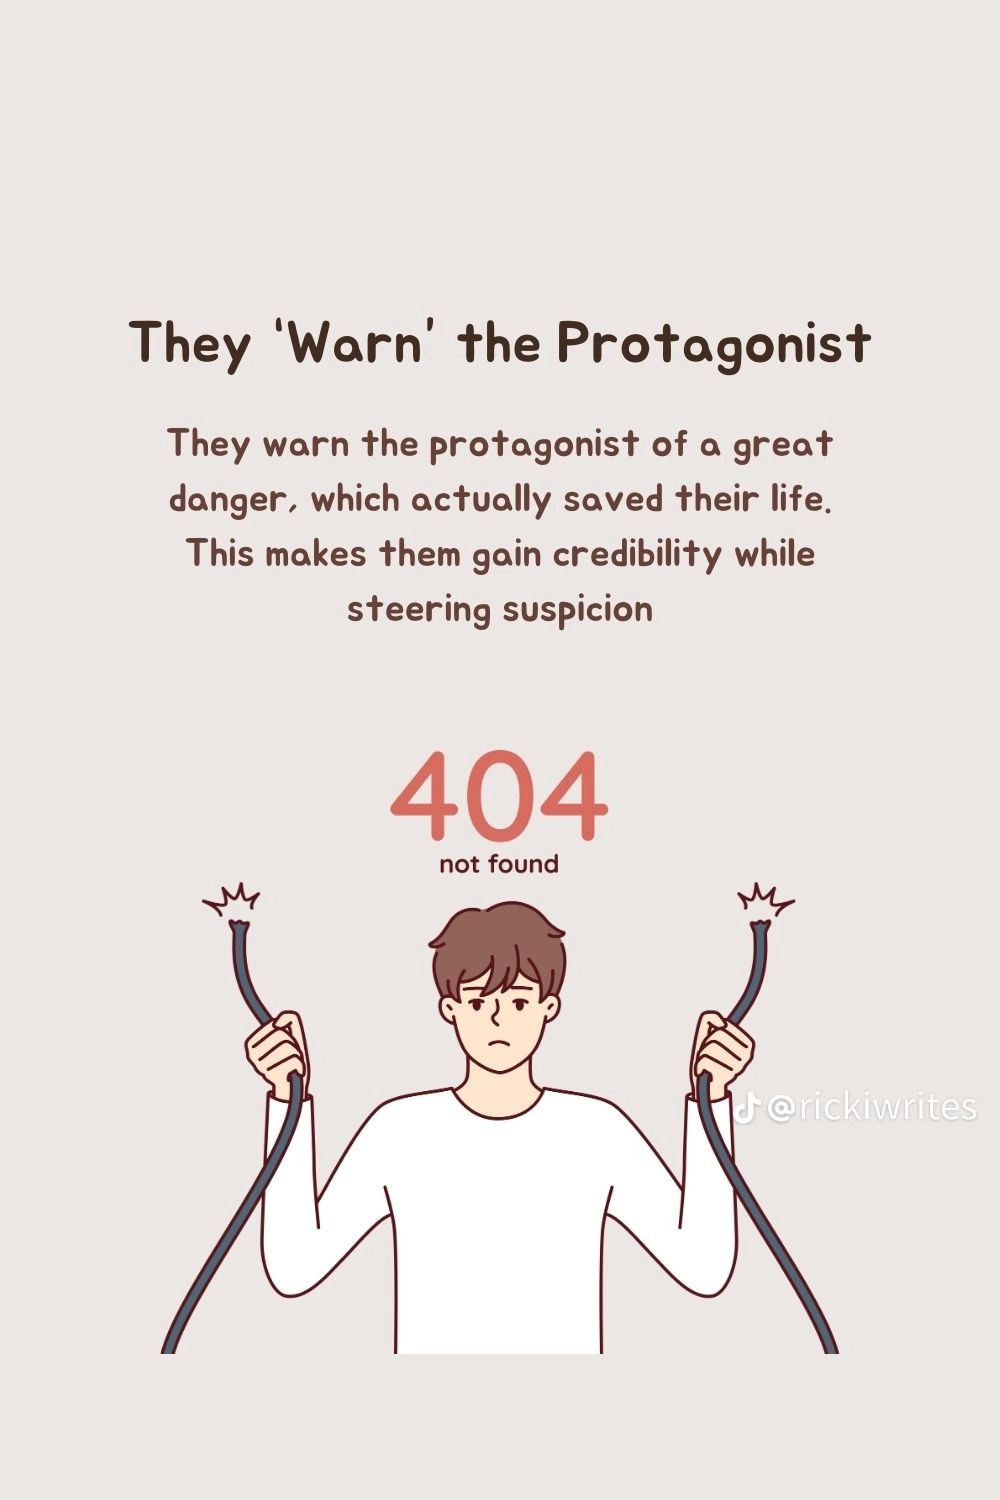 They 'Warn' the Protagonist
They warn the protagonist of a great
danger, which actually saved their life.
This makes them gain credibility while
steering suspicion
404
not found
@rickiwrites